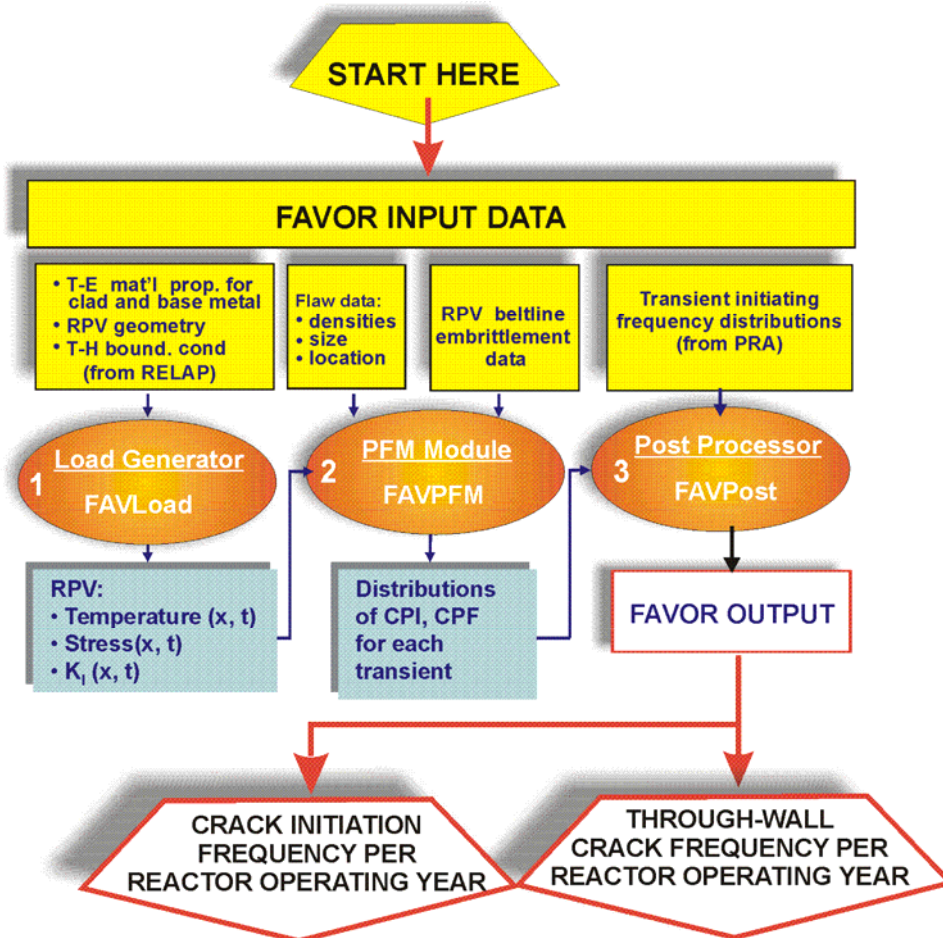 START HERE
FAVOR INPUT DATA
• T-E mat'l prop. for
clad and base metal
• RPV geometry
• T-H bound. cond
(from RELAP)
Flaw data:
• densities
• size
• location
RPV beltline
embrittlement
data
Transient initiating
frequency distributions
(from PRA)
1
Load Generator
FAVLoad
2
PFM Module
FAVPFM
3
Post Processor
FAVPost
RPV:
• Temperature (x, t)
• Stress(x, t)
• K_I (x, t)
Distributions
of CPI, CPF
for each
transient
FAVOR OUTPUT
CRACK INITIATION
FREQUENCY PER
REACTOR OPERATING YEAR
THROUGH-WALL
CRACK FREQUENCY PER
REACTOR OPERATING YEAR